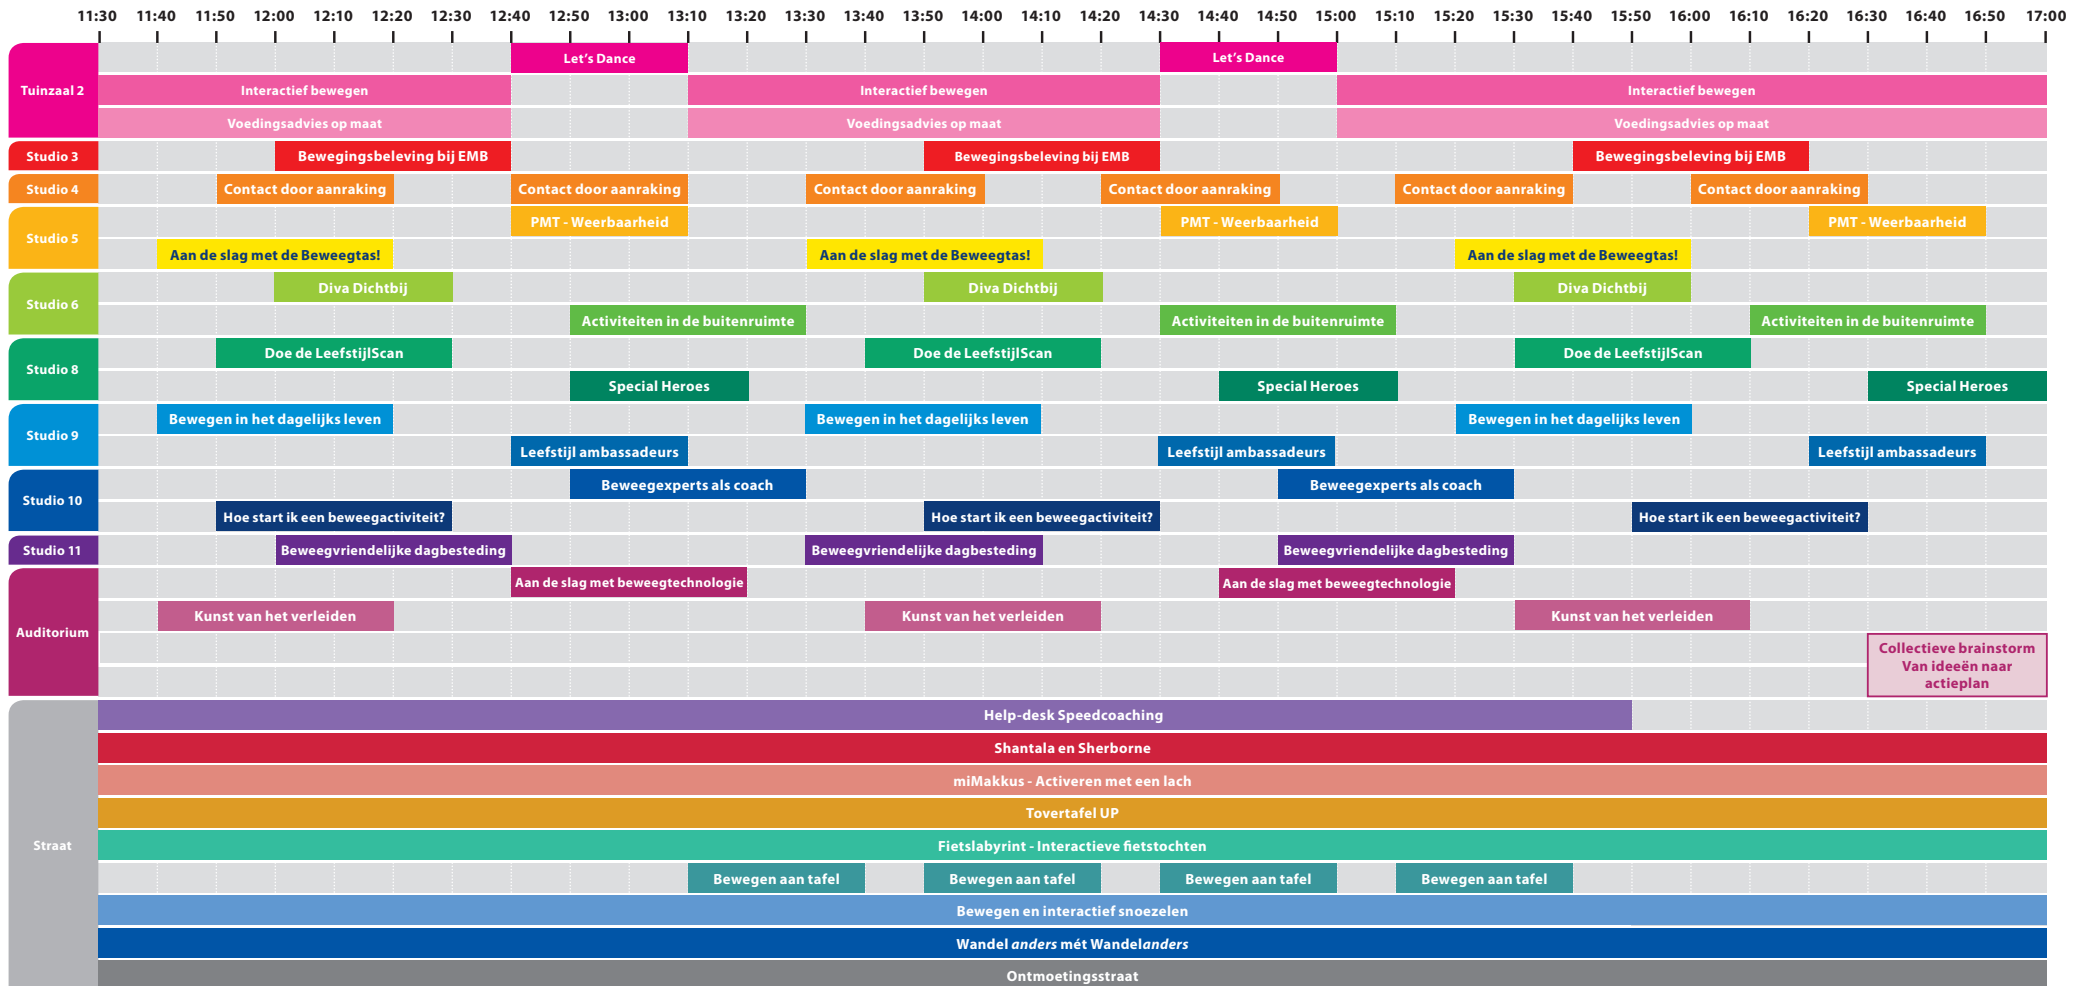 11:30 11:40 11:50 12:00 12:10 12:20 12:30 12:40 12:50 13:00 13:10 13:20 13:30 13:40 13:50 14:00 14:10 14:20 14:30 14:40 14:50 15:00 15:10 15:20 15:30 15:40 15:50 16:00 16:10 16:20 16:30 16:40 16:50 17:00
Let's Dance Let's Dance
Tuinzaal 2 Interactief bewegen Interactief bewegen Interactief bewegen
Voedingsadvies op maat Voedingsadvies op maat Voedingsadvies op maat
Studio 3 Bewegingsbeleving bij EMB Bewegingsbeleving bij EMB Bewegingsbeleving bij EMB
Studio 4 Contact door aanraking Contact door aanraking Contact door aanraking Contact door aanraking Contact door aanraking Contact door aanraking
Studio 5
PMT - Weerbaarheid PMT - Weerbaarheid PMT - Weerbaarheid
Aan de slag met de Beweegtas! Aan de slag met de Beweegtas! Aan de slag met de Beweegtas!
Studio 6
Diva Dichtbij Diva Dichtbij Diva Dichtbij
Activiteiten in de buitenruimte Activiteiten in de buitenruimte Activiteiten in de buitenruimte
Studio 8
Doe de LeefstijlScan Doe de LeefstijlScan Doe de LeefstijlScan
Special Heroes Special Heroes Special Heroes
Studio 9
Bewegen in het dagelijks leven Bewegen in het dagelijks leven Bewegen in het dagelijks leven
Leefstijl ambassadeurs Leefstijl ambassadeurs Leefstijl ambassadeurs
Studio 10
Beweegexperts als coach Beweegexperts als coach
Hoe start ik een beweegactiviteit? Hoe start ik een beweegactiviteit? Hoe start ik een beweegactiviteit?
Studio 11 Beweegvriendelijke dagbesteding Beweegvriendelijke dagbesteding Beweegvriendelijke dagbesteding
Auditorium
Aan de slag met beweegtechnologie Aan de slag met beweegtechnologie
Kunst van het verleiden Kunst van het verleiden Kunst van het verleiden
Collectieve brainstorm
Van ideeën naar
actieplan
Straat
Help-desk Speedcoaching
Shantala en Sherborne
miMakkus - Activeren met een lach
Tovertafel UP
Fietslabyrint - Interactieve fietstochten
Bewegen aan tafel Bewegen aan tafel Bewegen aan tafel Bewegen aan tafel
Bewegen en interactief snoezelen
Wandel anders mét Wandelanders
Ontmoetingsstraat